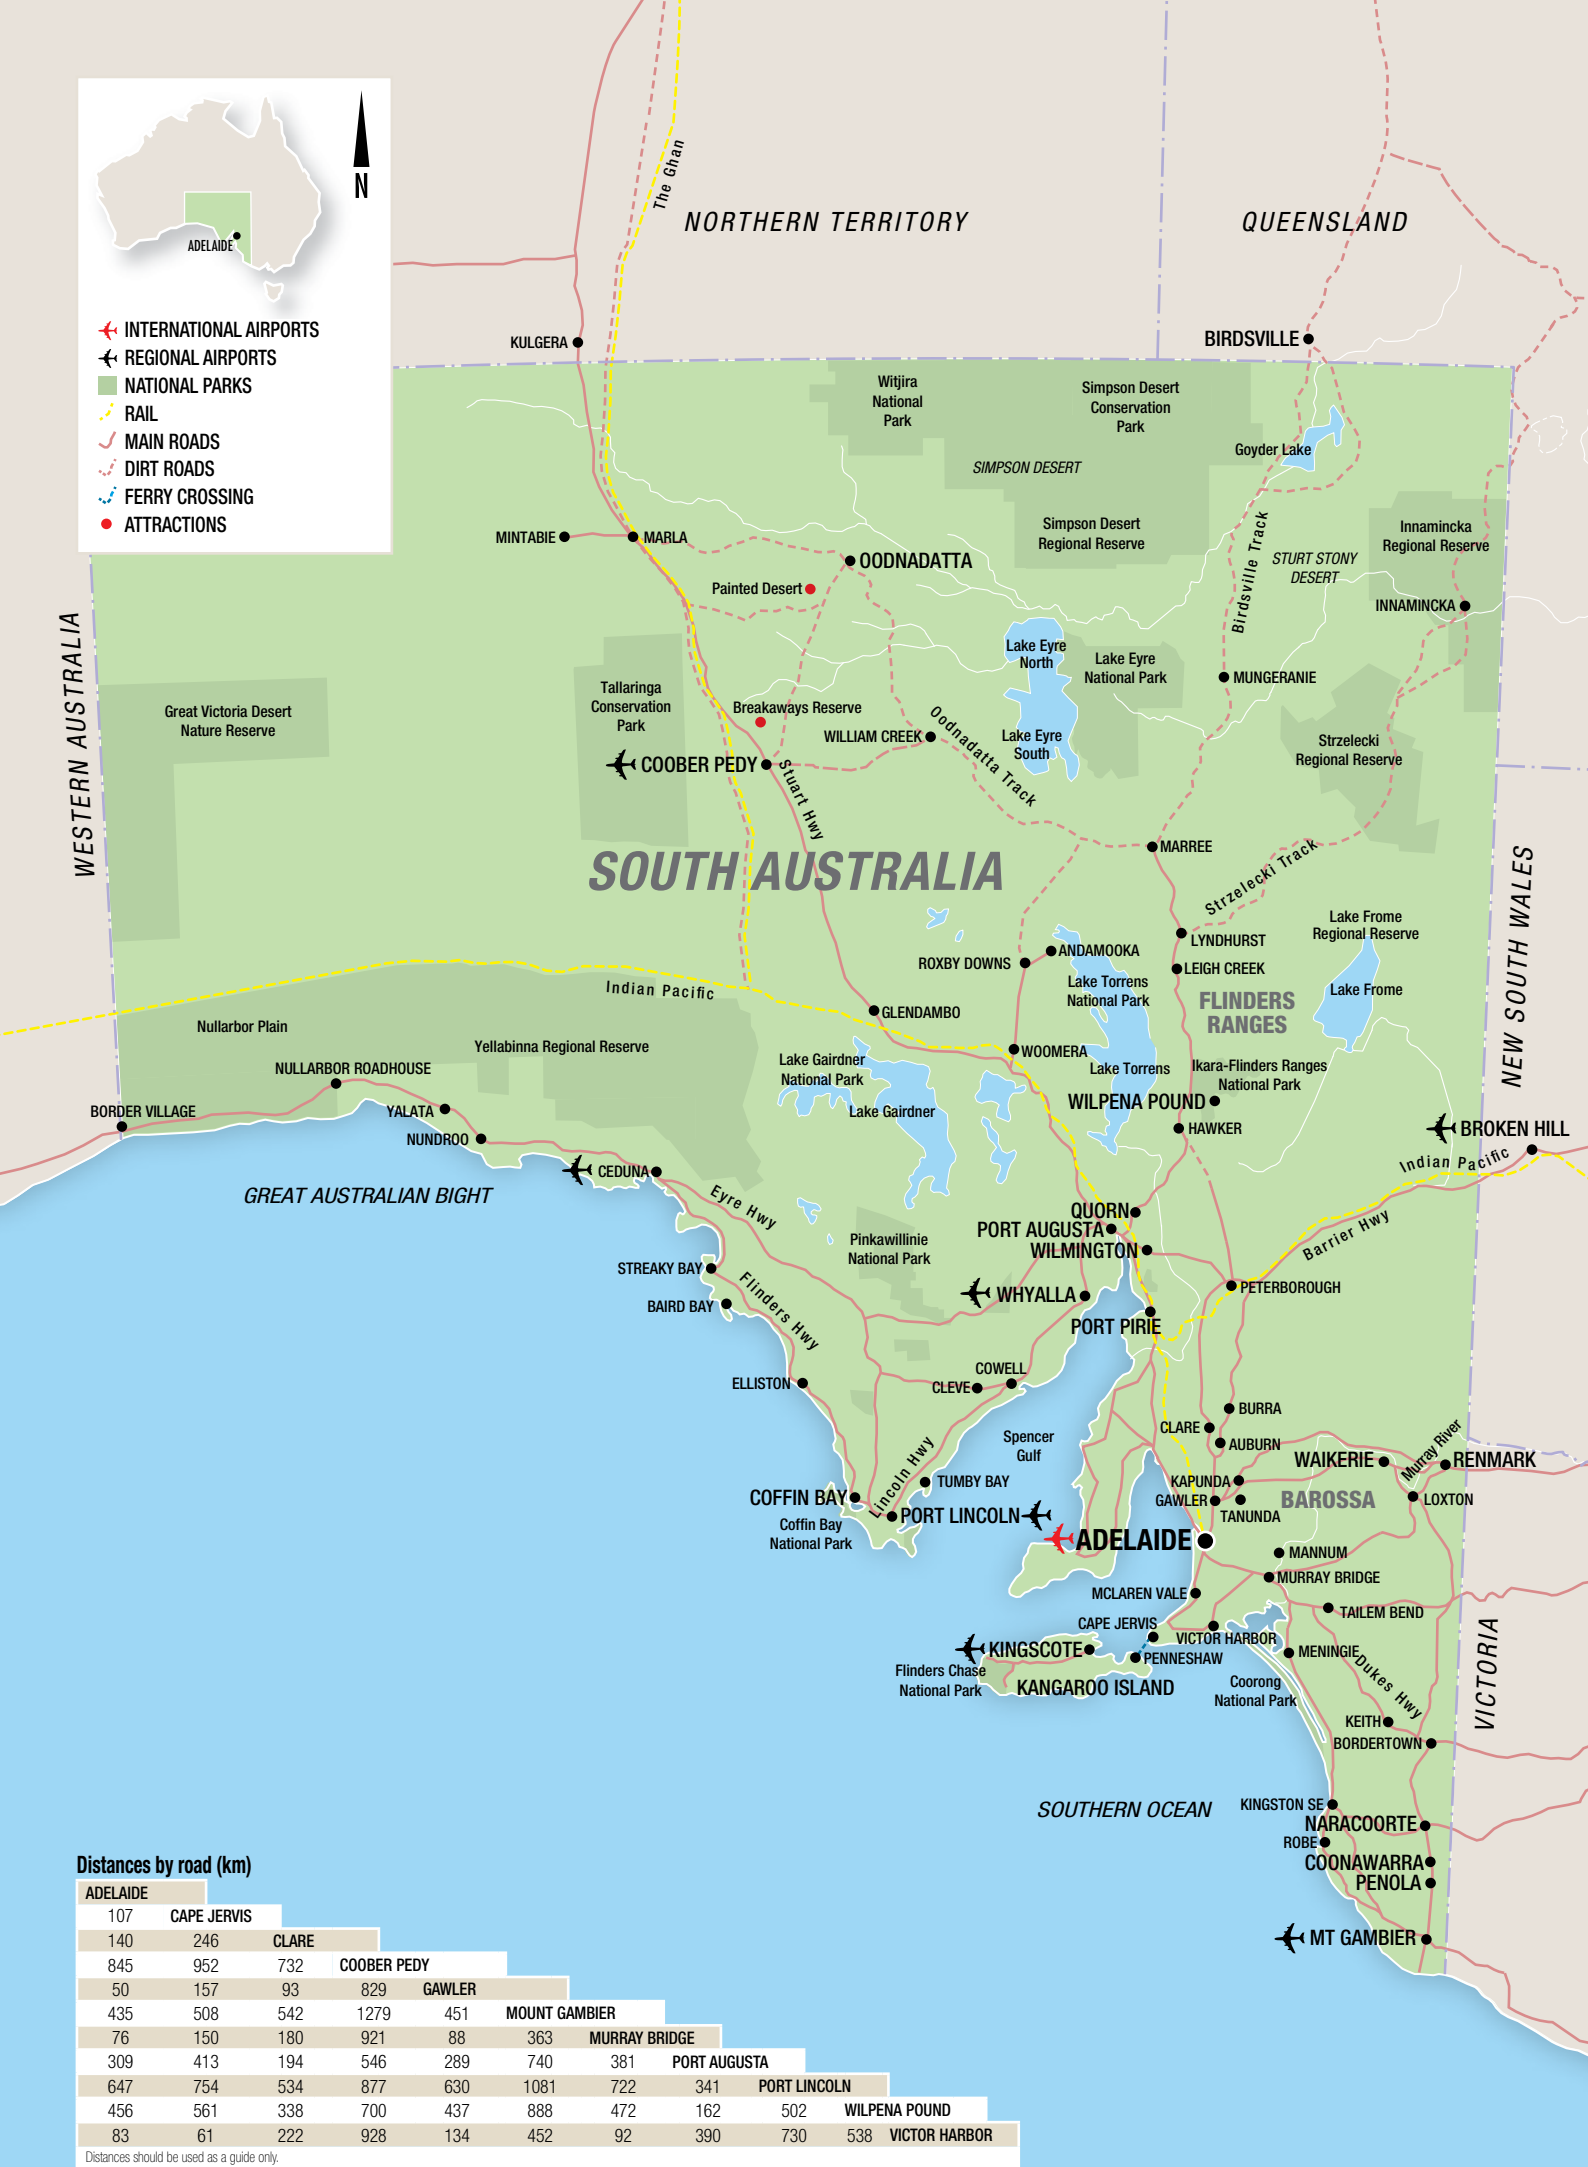 N
ADELAIDE
INTERNATIONAL AIRPORTS
REGIONAL AIRPORTS
NATIONAL PARKS
RAIL
MAIN ROADS
DIRT ROADS
FERRY CROSSING
ATTRACTIONS
The Ghan
NORTHERN TERRITORY
QUEENSLAND
KULGERA
BIRDSVILLE
Witjira
National
Park
Simpson Desert
Conservation
Park
Goyder Lake
SIMPSON DESERT
Simpson Desert
Regional Reserve
Innamincka
Regional Reserve
MINTABIE
MARLA
OODNADATTA
Birdsville Track
STURT STONY
DESERT
Painted Desert
INNAMINCKA
WESTERN AUSTRALIA
Lake Eyre
North
Lake Eyre
National Park
MUNGERANIE
Great Victoria Desert
Nature Reserve
Tallaringa
Conservation
Park
Breakaways Reserve
WILLIAM CREEK
Oodnadatta Track
Lake Eyre
South
Strzelecki
Regional Reserve
COOBER PEDY
Stuart Hwy
MARREE
SOUTH AUSTRALIA
Strzelecki Track
NEW SOUTH WALES
Lake Frome
Regional Reserve
LYNDHURST
ANDAMOOKA
ROXBY DOWNS
LEIGH CREEK
Lake Torrens
National Park
Indian Pacific
Lake Frome
FLINDERS
RANGES
GLENDAMBO
Nullarbor Plain
Yellabinna Regional Reserve
WOOMERA
Lake Gairdner
National Park
Lake Torrens
Ikara-Flinders Ranges
National Park
NULLARBOR ROADHOUSE
WILPENA POUND
BORDER VILLAGE
YALATA
Lake Gairdner
NUNDROO
HAWKER
BROKEN HILL
Indian Pacific
CEDUNA
GREAT AUSTRALIAN BIGHT
Eyre Hwy
QUORN
PORT AUGUSTA
Barrier Hwy
Pinkawillinie
National Park
WILMINGTON
STREAKY BAY
Flinders Hwy
WHYALLA
PETERBOROUGH
BAIRD BAY
PORT PIRIE
COWELL
ELLISTON
CLEVE
BURRA
CLARE
AUBURN
Spencer
Gulf
Lincoln Hwy
WAIKERIE
Murray River
RENMARK
TUMBY BAY
KAPUNDA
COFFIN BAY
GAWLER
BAROSSA
LOXTON
PORT LINCOLN
TANUNDA
Coffin Bay
National Park
ADELAIDE
MANNUM
MURRAY BRIDGE
MCLAREN VALE
TAILEM BEND
CAPE JERVIS
VICTOR HARBOR
KINGSCOTE
PENNESHAW
MENINGIE
VICTORIA
Flinders Chase
National Park
KANGAROO ISLAND
Coorong
National Park
Dukes Hwy
KEITH
BORDERTOWN
SOUTHERN OCEAN
KINGSTON SE
NARACOORTE
ROBE
COONAWARRA
PENOLA
MT GAMBIER
Distances by road (km)
ADELAIDE
107 CAPE JERVIS
140 246 CLARE
845 952 732 COOBER PEDY
50 157 93 829 GAWLER
435 508 542 1279 451 MOUNT GAMBIER
76 150 180 921 88 363 MURRAY BRIDGE
309 413 194 546 289 740 381 PORT AUGUSTA
647 754 534 877 630 1081 722 341 PORT LINCOLN
456 561 338 700 437 888 472 162 502 WILPENA POUND
83 61 222 928 134 452 92 390 730 538 VICTOR HARBOR
Distances should be used as a guide only.